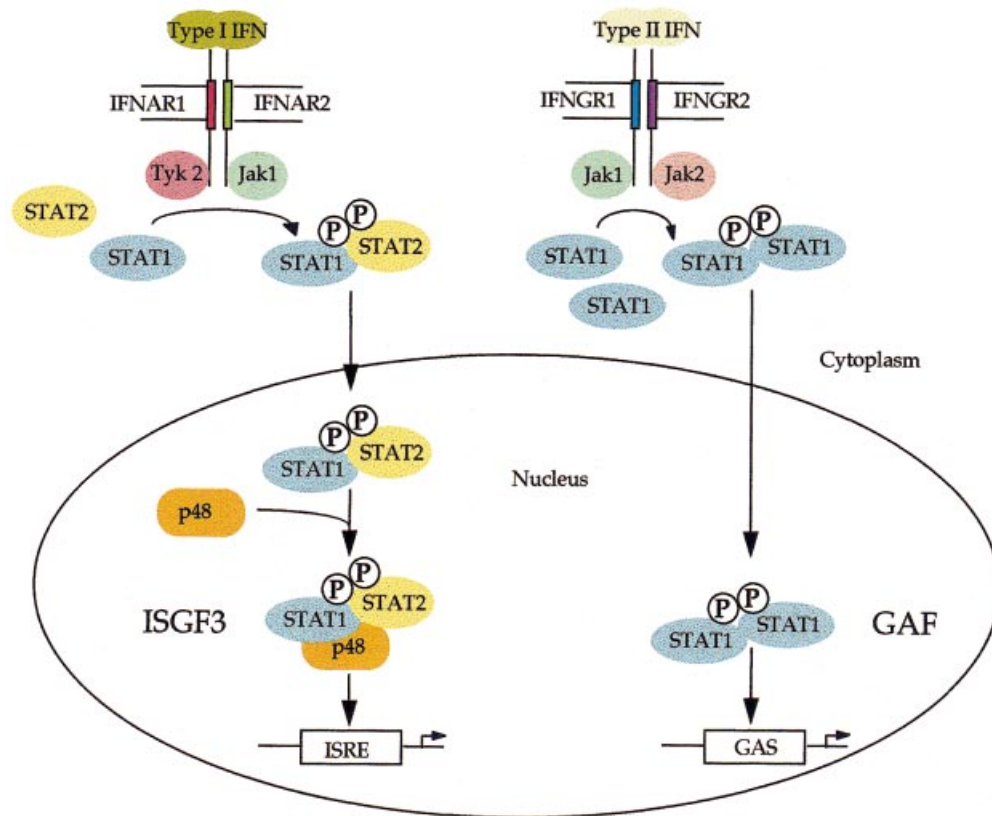 Type I IFN
Type II IFN
IFNAR1
IFNAR2
IFNGR1
IFNGR2
Tyk 2
Jak1
Jak1
Jak2
STAT2
STAT1
P
P
STAT1
STAT2
STAT1
STAT1
P
P
STAT1
STAT1
Cytoplasm
P
P
STAT1
STAT2
Nucleus
p48
P
P
STAT1
STAT2
p48
ISGF3
P
P
STAT1
STAT1
GAF
ISRE
GAS